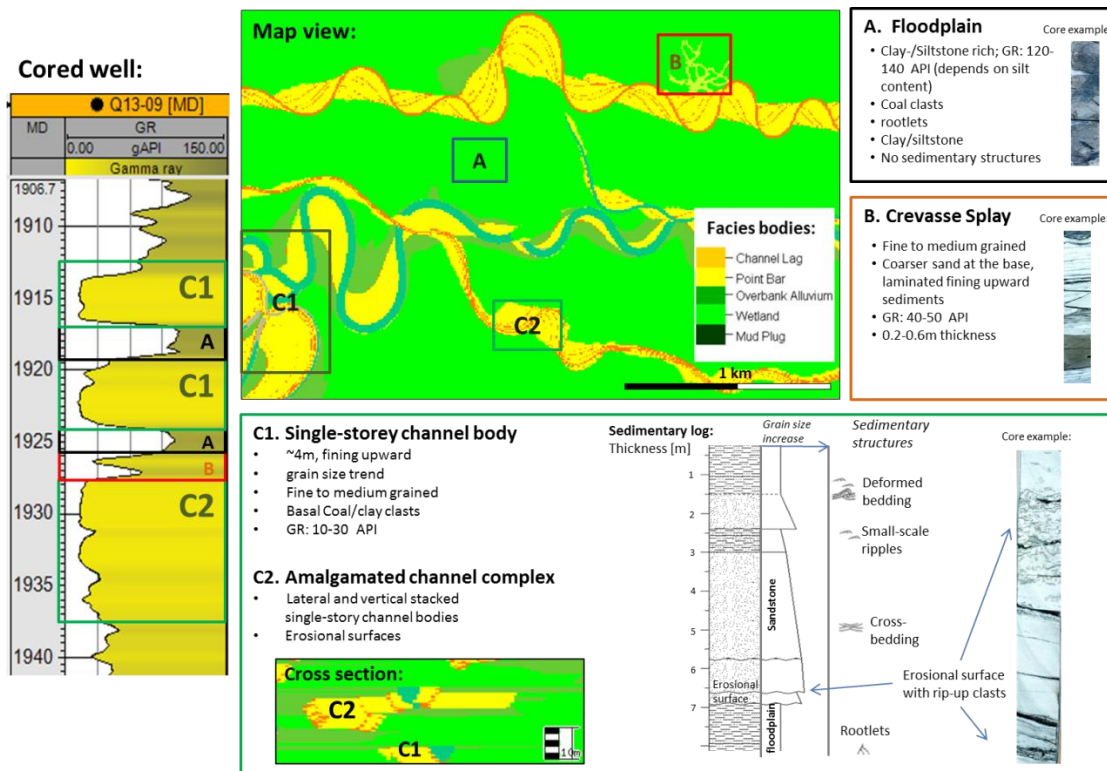 Cored well:
Q13-09 [MD]
MD
GR
0.00 gAPI 150.00
Gamma ray
1906.7
1910
1915
1920
1925
1930
1935
1940
C1
A
C1
A
B
C2
Map view:
B
A
C1
C2
Facies bodies:
Channel Lag
Point Bar
Overbank Alluvium
Wetland
Mud Plug
1 km
A. Floodplain
Core example:
• Clay-/Siltstone rich; GR: 120-
140 API (depends on silt
content)
• Coal clasts
• rootlets
• Clay/siltstone
• No sedimentary structures
B. Crevasse Splay
Core example:
• Fine to medium grained
• Coarser sand at the base,
laminated fining upward
sediments
• GR: 40-50 API
• 0.2-0.6m thickness
C1. Single-storey channel body
• ~4m, fining upward
• grain size trend
• Fine to medium grained
• Basal Coal/clay clasts
• GR: 10-30 API
C2. Amalgamated channel complex
• Lateral and vertical stacked
single-story channel bodies
• Erosional surfaces
Cross section:
C2
C1
10m
Sedimentary log:
Thickness [m]
Grain size
increase
Sedimentary
structures
Core example:
1
2
3
4
5
6
7
Sandstone
Erosional
surface
floodplain
Deformed
bedding
Small-scale
ripples
Cross-
bedding
Erosional surface
with rip-up clasts
Rootlets